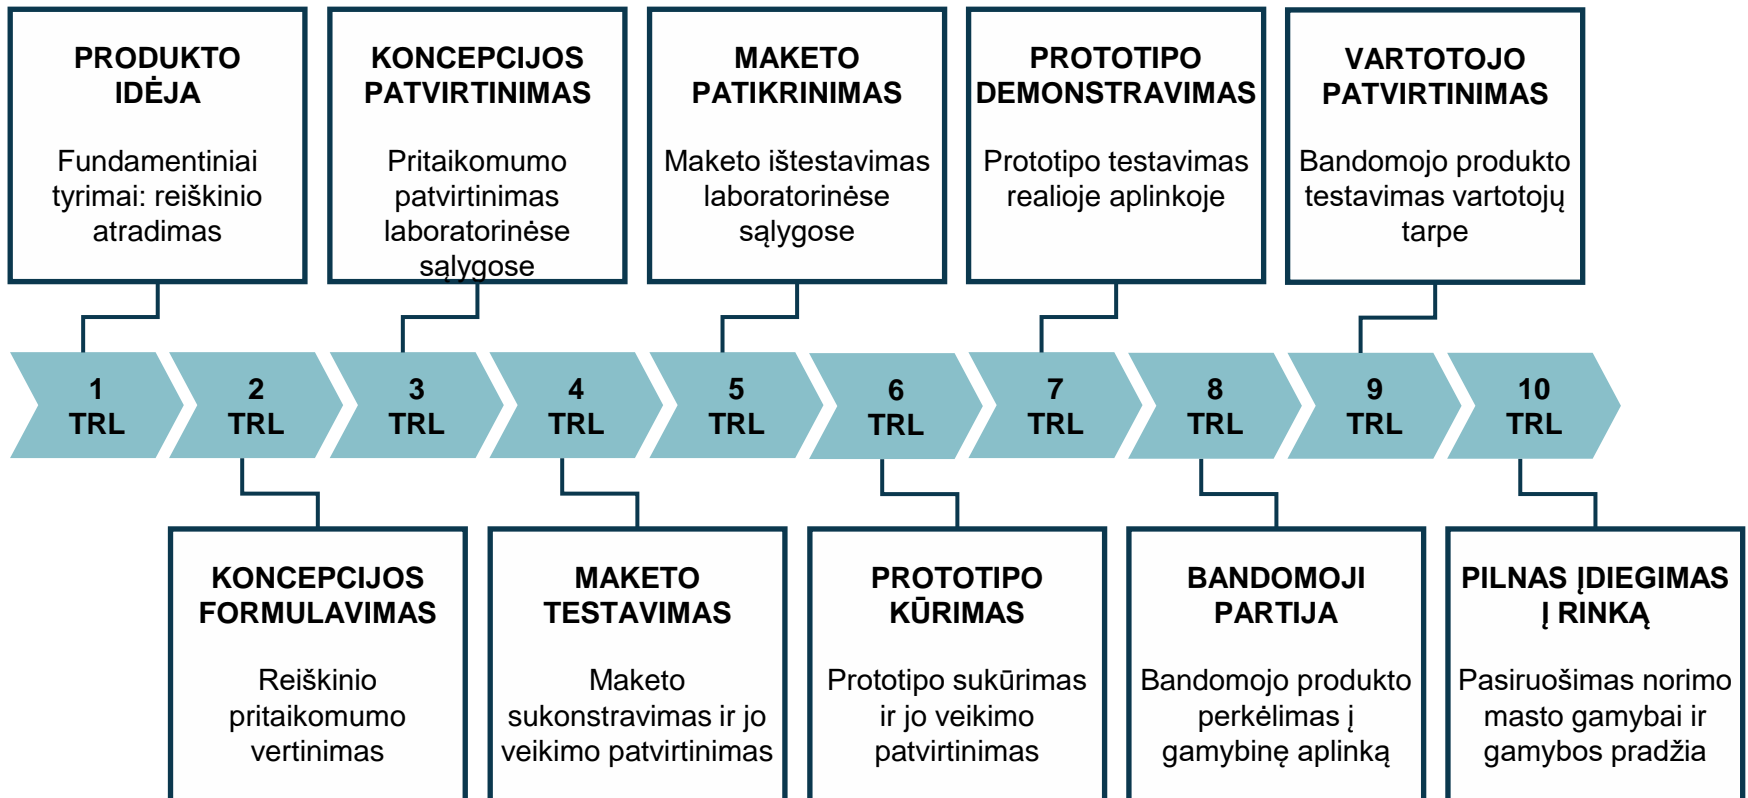 PRODUKTO
IDĖJA
Fundamentiniai
tyrimai: reiškinio
atradimas
KONCEPCIJOS
PATVIRTINIMAS
Pritaikomumo
patvirtinimas
laboratorinėse
sąlygose
MAKETO
PATIKRINIMAS
Maketo ištestavimas
laboratorinėse
sąlygose
PROTOTIPO
DEMONSTRAVIMAS
Prototipo testavimas
realioje aplinkoje
VARTOTOJO
PATVIRTINIMAS
Bandomojo produkto
testavimas vartotojų
tarpe
1
TRL
2
TRL
3
TRL
4
TRL
5
TRL
6
TRL
7
TRL
8
TRL
9
TRL
10
TRL
KONCEPCIJOS
FORMULAVIMAS
Reiškinio
pritaikomumo
vertinimas
MAKETO
TESTAVIMAS
Maketo
sukonstravimas ir jo
veikimo patvirtinimas
PROTOTIPO
KŪRIMAS
Prototipo sukūrimas
ir jo veikimo
patvirtinimas
BANDOMOJI
PARTIJA
Bandomojo produkto
perkėlimas į
gamybinę aplinką
PILNAS ĮDIEGIMAS
Į RINKĄ
Pasiruošimas norimo
masto gamybai ir
gamybos pradžia